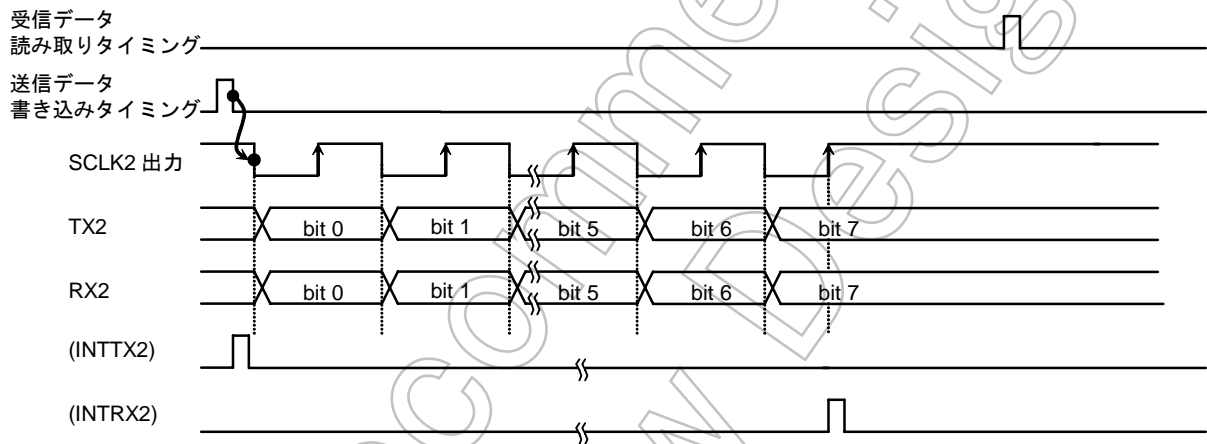 受信データ
読み取りタイミング
送信データ
書き込みタイミング
SCLK2 出力
TX2 bit 0 bit 1 bit 5 bit 6 bit 7
RX2 bit 0 bit 1 bit 5 bit 6 bit 7
(INTTX2)
(INTRX2)